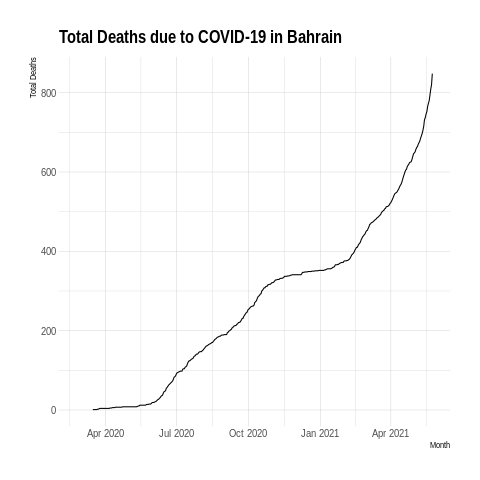 Total Deaths due to COVID-19 in Bahrain
Total Deaths
800
600
400
200
0
Apr 2020 Jul 2020 Oct 2020 Jan 2021 Apr 2021
Month